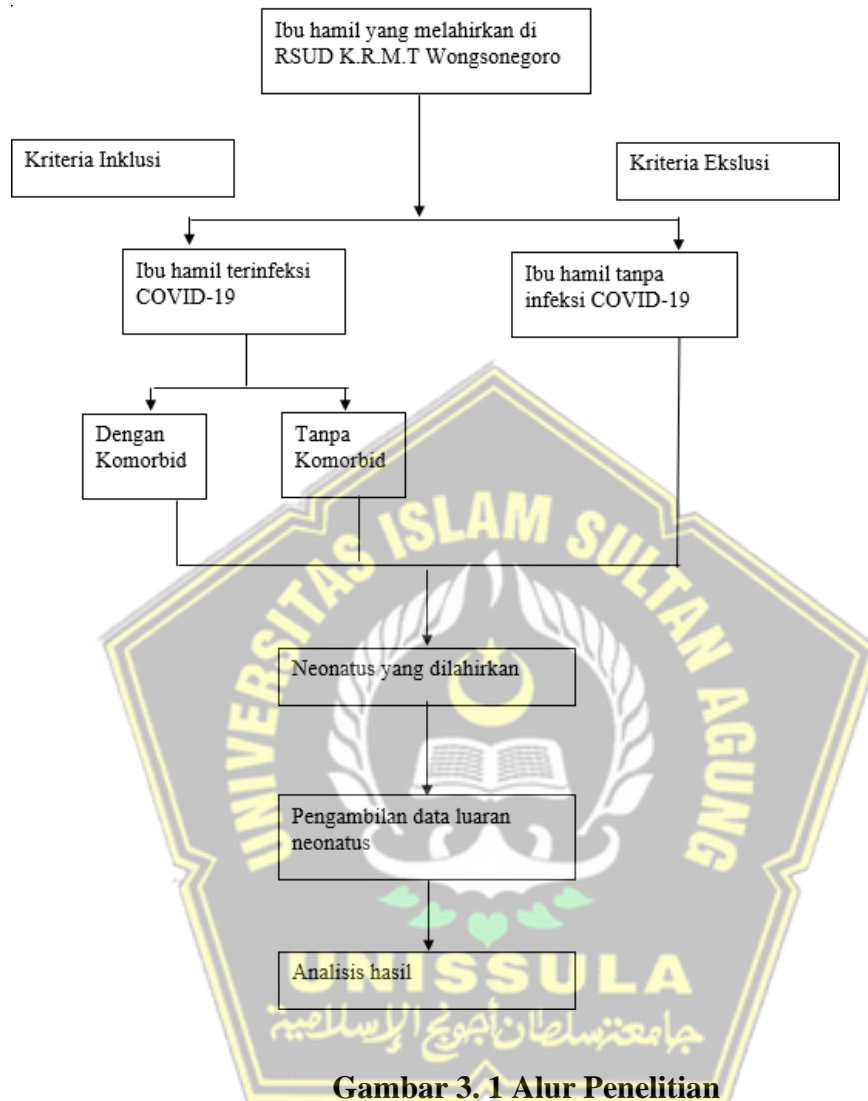 Ibu hamil yang melahirkan di
RSUD K.R.M.T Wongsonegoro
Kriteria Inklusi
Kriteria Ekslusi
Ibu hamil terinfeksi
COVID-19
Ibu hamil tanpa
infeksi COVID-19
Dengan
Komorbid
Tanpa
Komorbid
UNIVERSITAS ISLAM SULTAN AGUNG
Neonatus yang dilahirkan
Pengambilan data luaran
neonatus
Analisis hasil
UNISSULA
جامعتنسلطان أجونج الإسلامية
Gambar 3. 1 Alur Penelitian